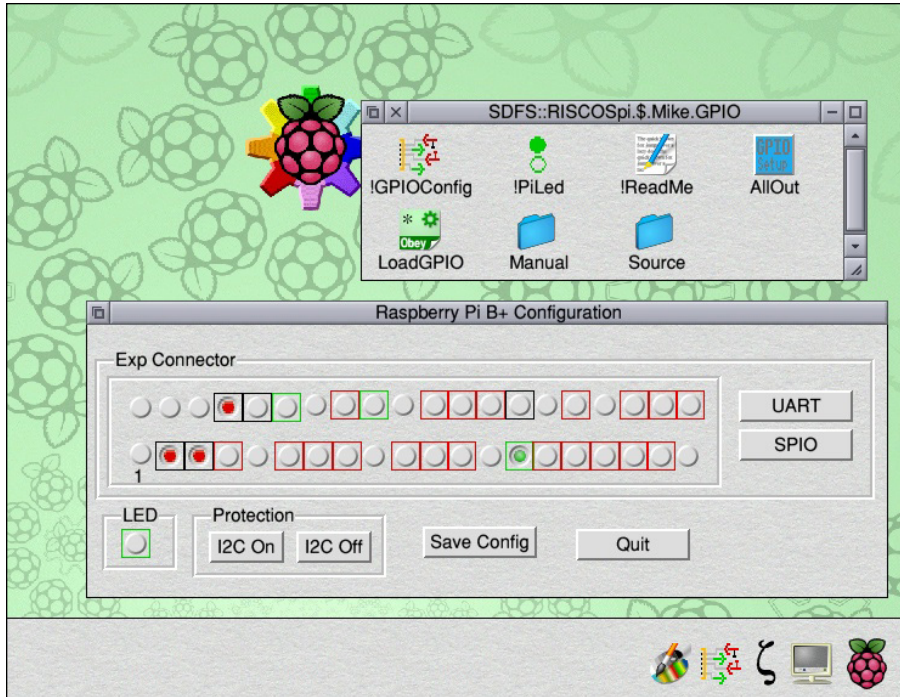 SDFS::RISCOSpi.$.Mike.GPIO
!GPIOConfig
!PiLed
!ReadMe
GPIO
Setup
AllOut
* 
Obey
LoadGPIO
Manual
Source
Raspberry Pi B+ Configuration
Exp Connector
UART
SPIO
1
LED
Protection
I2C On
I2C Off
Save Config
Quit